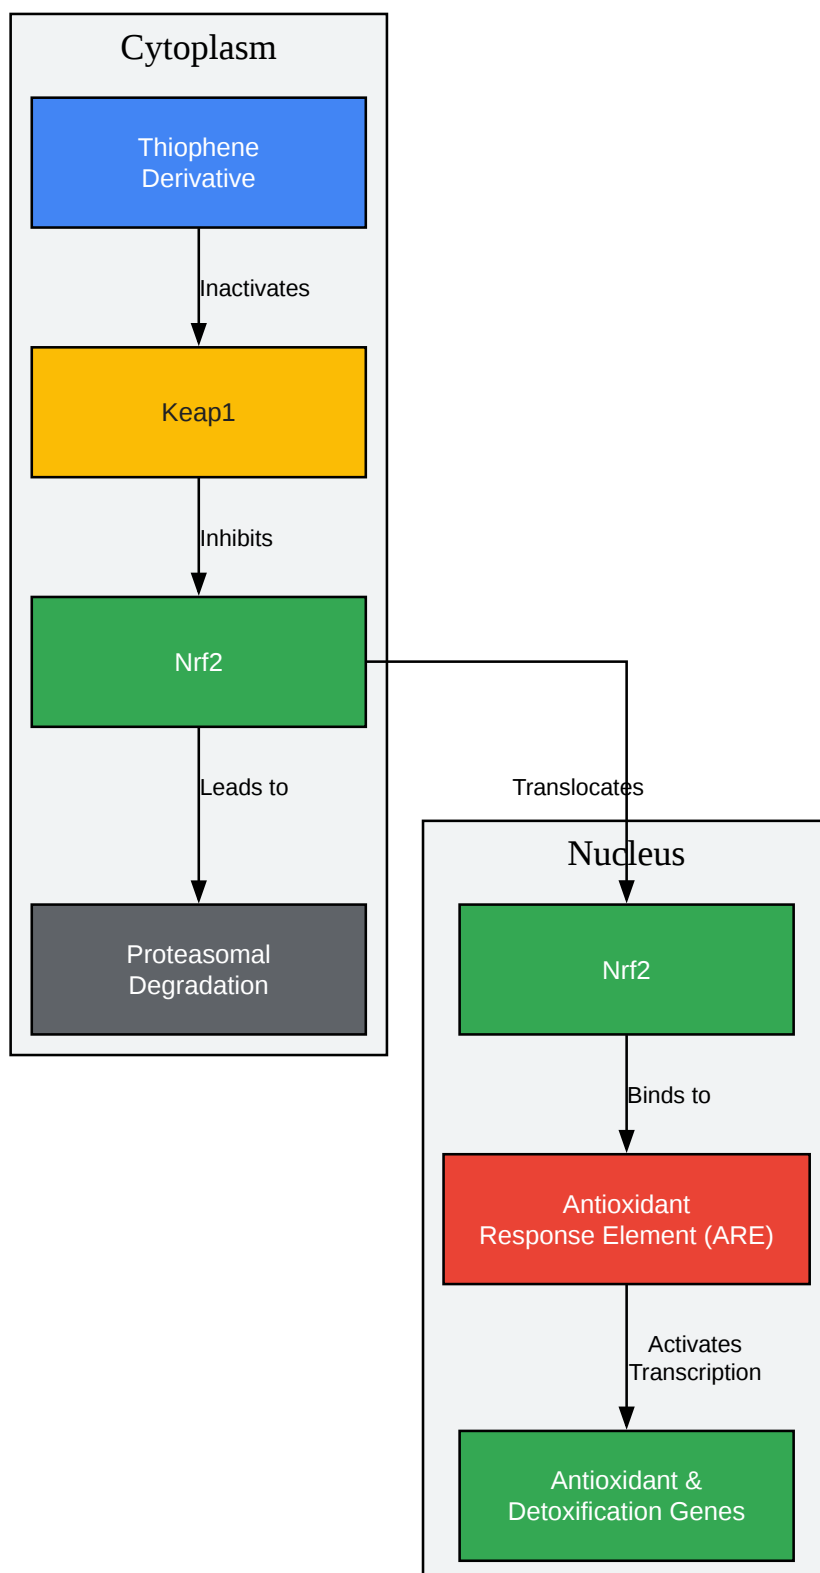 Cytoplasm
Thiophene
Derivative
Inactivates
Keap1
Inhibits
Nrf2
Leads to
Translocates
Proteasomal
Degradation
Nucleus
Nrf2
Binds to
Antioxidant
Response Element (ARE)
Activates
Transcription
Antioxidant &
Detoxification Genes